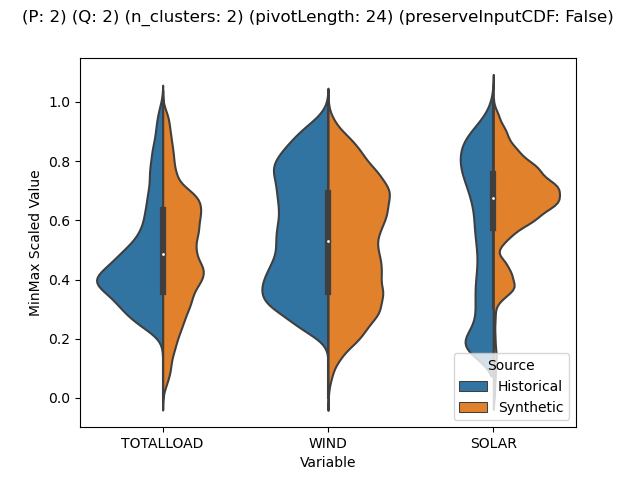 (P: 2) (Q: 2) (n_clusters: 2) (pivotLength: 24) (preserveInputCDF: False)
1.0
0.8
0.6
0.4
0.2
0.0
MinMax Scaled Value
Source
Historical
Synthetic
TOTALLOAD
WIND
SOLAR
Variable